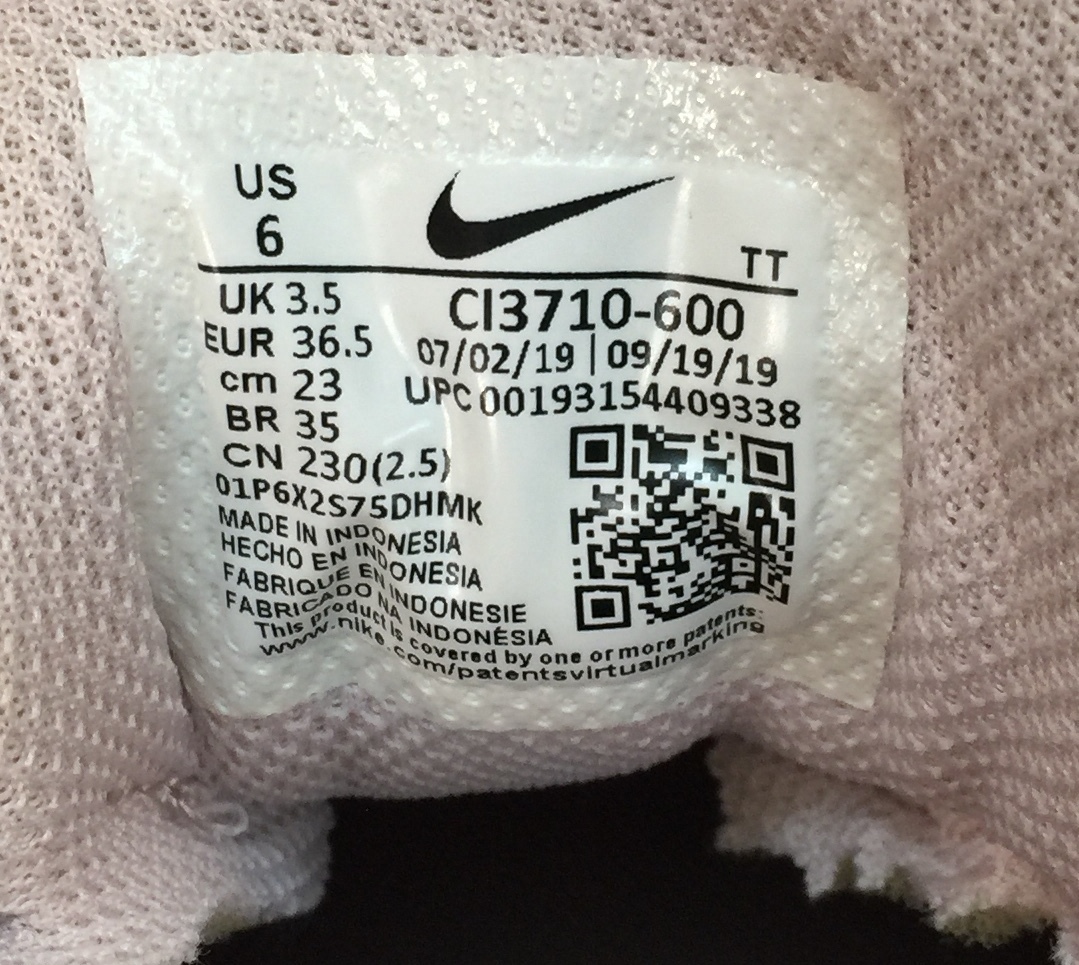 US
6
TT
UK 3.5
EUR 36.5
cm 23
BR 35
CN 230(2.5)
CI3710-600
07/02/19 | 09/19/19
UPC 00193154409338
01P6X2S75DHMK
MADE IN INDONESIA
HECHO EN INDONESIA
FABRIQUE EN INDONESIE
FABRICADO NA INDONÉSIA
This product is covered by one or more patents:
www.nike.com/patentsvirtualmarking